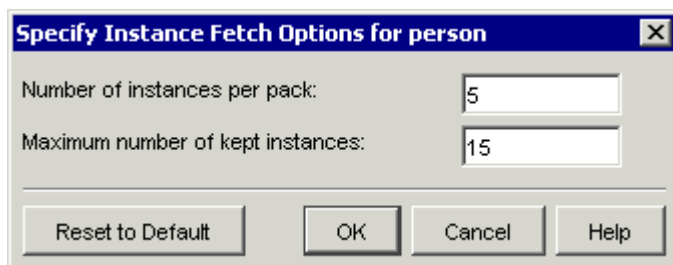 Specify Instance Fetch Options for person
Number of instances per pack: 5
Maximum number of kept instances: 15
Reset to Default OK Cancel Help